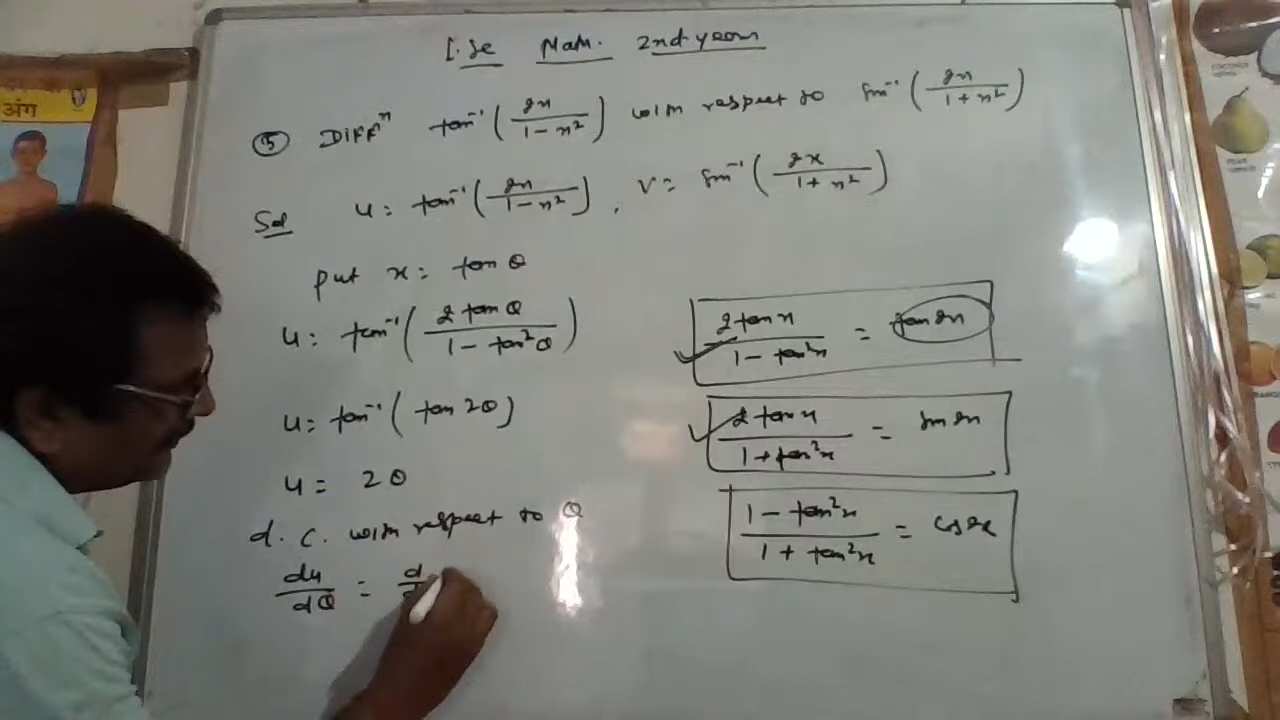 I.Sc Math. 2nd year
अंग
(5) Diffⁿ tan⁻¹(2x/(1-x²)) with respect to sin⁻¹(2x/(1+x²))
Sol u = tan⁻¹(2x/(1-x²)), v = sin⁻¹(2x/(1+x²))
put x = tan θ
u = tan⁻¹(2 tan θ/(1 - tan²θ))
u = tan⁻¹(tan 2θ)
u = 2θ
d. c. with respect to θ
du/dθ = d
2 tan x/(1 - tan²x) = tan 2x
2 tan x/(1 + tan²x) = sin 2x
(1 - tan²x)/(1 + tan²x) = cos 2x